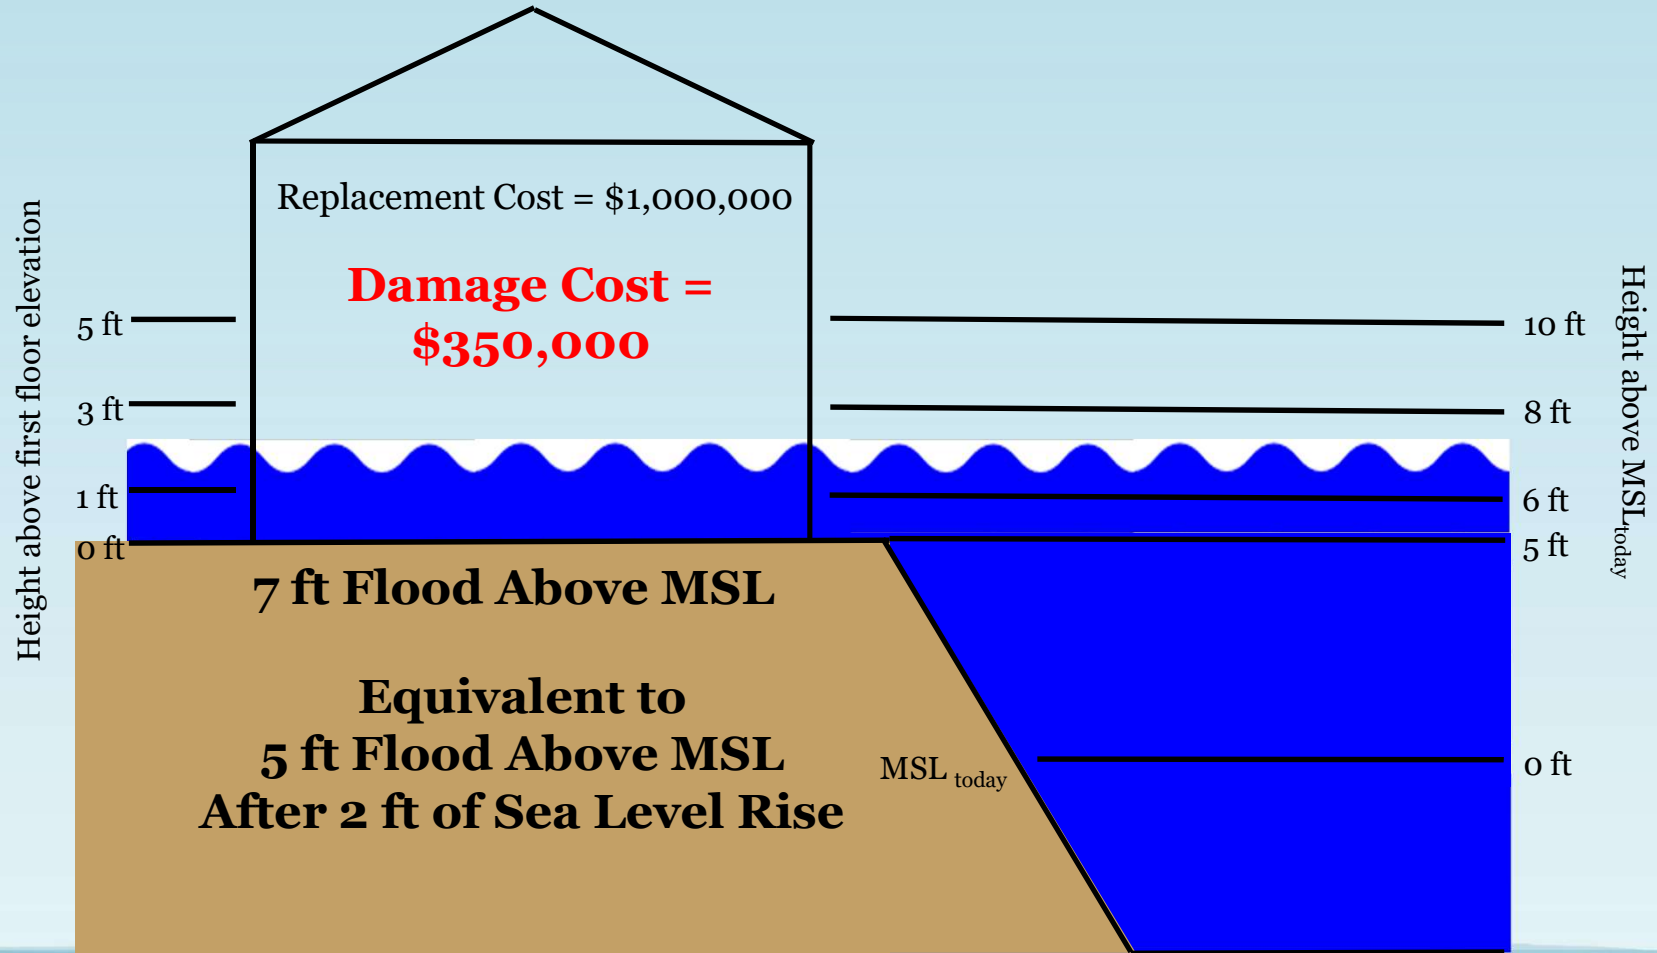 Replacement Cost = $1,000,000
Damage Cost =
$350,000
Height above first floor elevation
5 ft
3 ft
1 ft
0 ft
10 ft
8 ft
6 ft
5 ft
0 ft
Height above MSL today
7 ft Flood Above MSL
Equivalent to
5 ft Flood Above MSL
After 2 ft of Sea Level Rise
MSL today